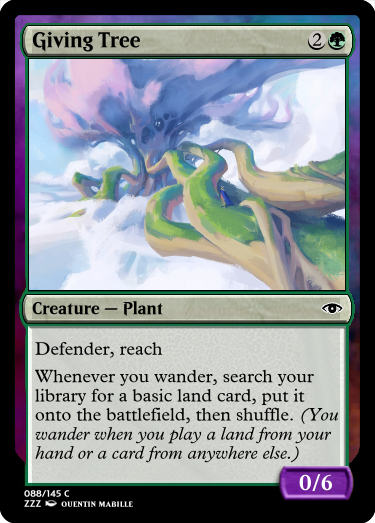 Giving Tree 2
Creature — Plant
Defender, reach
Whenever you wander, search your
library for a basic land card, put it
onto the battlefield, then shuffle. (You
wander when you play a land from your
hand or a card from anywhere else.)
0/6
088/145 C
ZZZ QUENTIN MABILLE